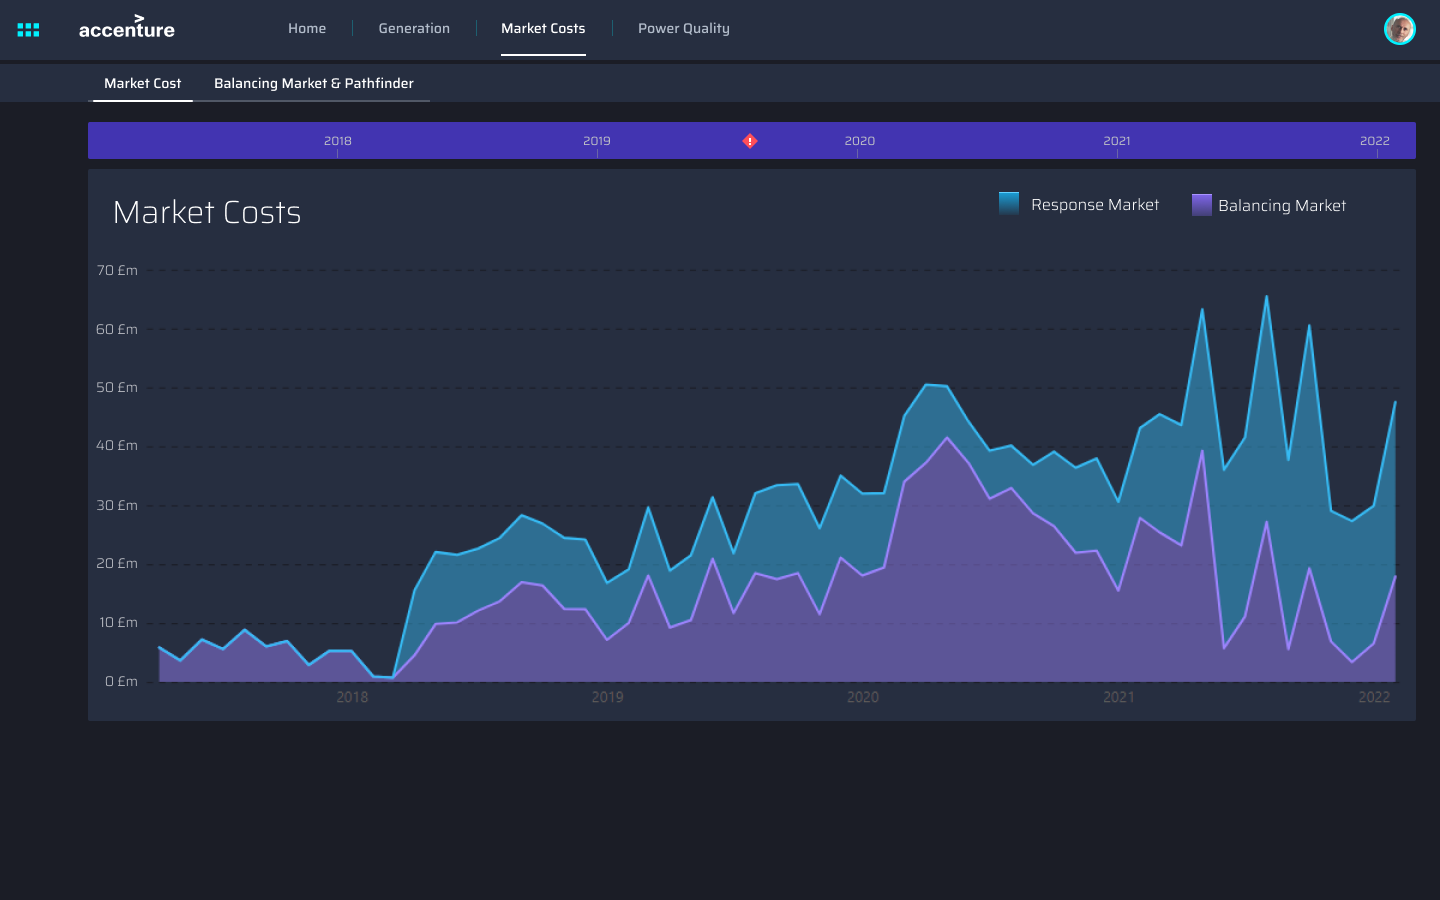 accenture
Home
Generation
Market Costs
Power Quality
Market Cost
Balancing Market & Pathfinder
2018
2019
2020
2021
2022
Market Costs
Response Market
Balancing Market
70 £m
60 £m
50 £m
40 £m
30 £m
20 £m
10 £m
0 £m
2018
2019
2020
2021
2022